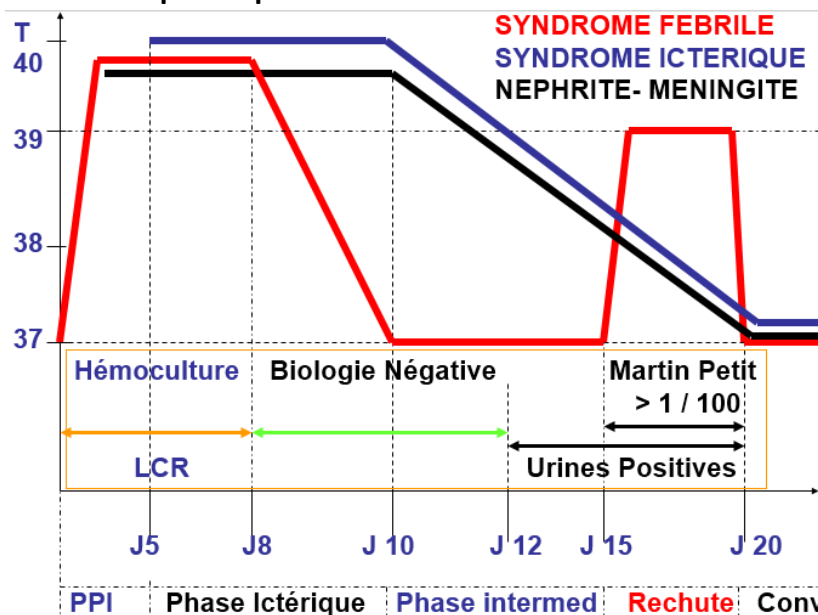 SYNDROME FEBRILE
SYNDROME ICTERIQUE
NEPHRITE- MENINGITE
T
40
39
38
37
Hémoculture
Biologie Négative
Martin Petit
> 1 / 100
LCR
Urines Positives
J5
J8
J 10
J 12
J 15
J 20
PPI
Phase Ictérique
Phase intermed
Rechute
Conv